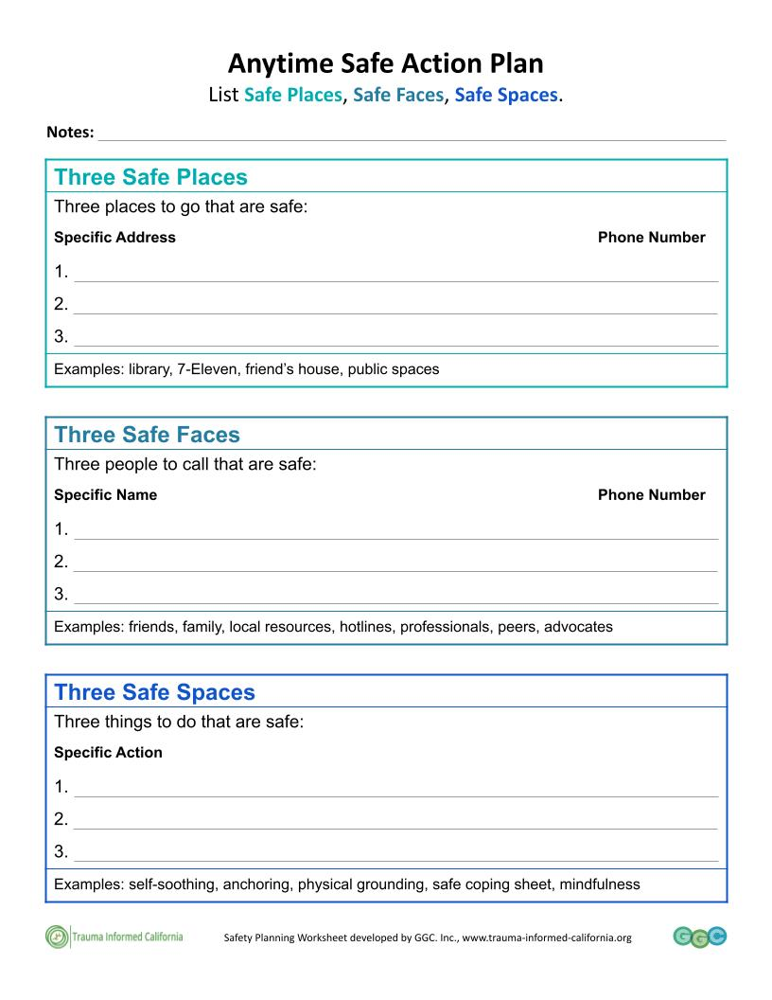 Anytime Safe Action Plan
List Safe Places, Safe Faces, Safe Spaces.
Notes:
Three Safe Places
Three places to go that are safe:
Specific Address Phone Number
1.
2.
3.
Examples: library, 7-Eleven, friend’s house, public spaces
Three Safe Faces
Three people to call that are safe:
Specific Name Phone Number
1.
2.
3.
Examples: friends, family, local resources, hotlines, professionals, peers, advocates
Three Safe Spaces
Three things to do that are safe:
Specific Action
1.
2.
3.
Examples: self-soothing, anchoring, physical grounding, safe coping sheet, mindfulness
Trauma Informed California Safety Planning Worksheet developed by GGC. Inc., www.trauma-informed-california.org GGC